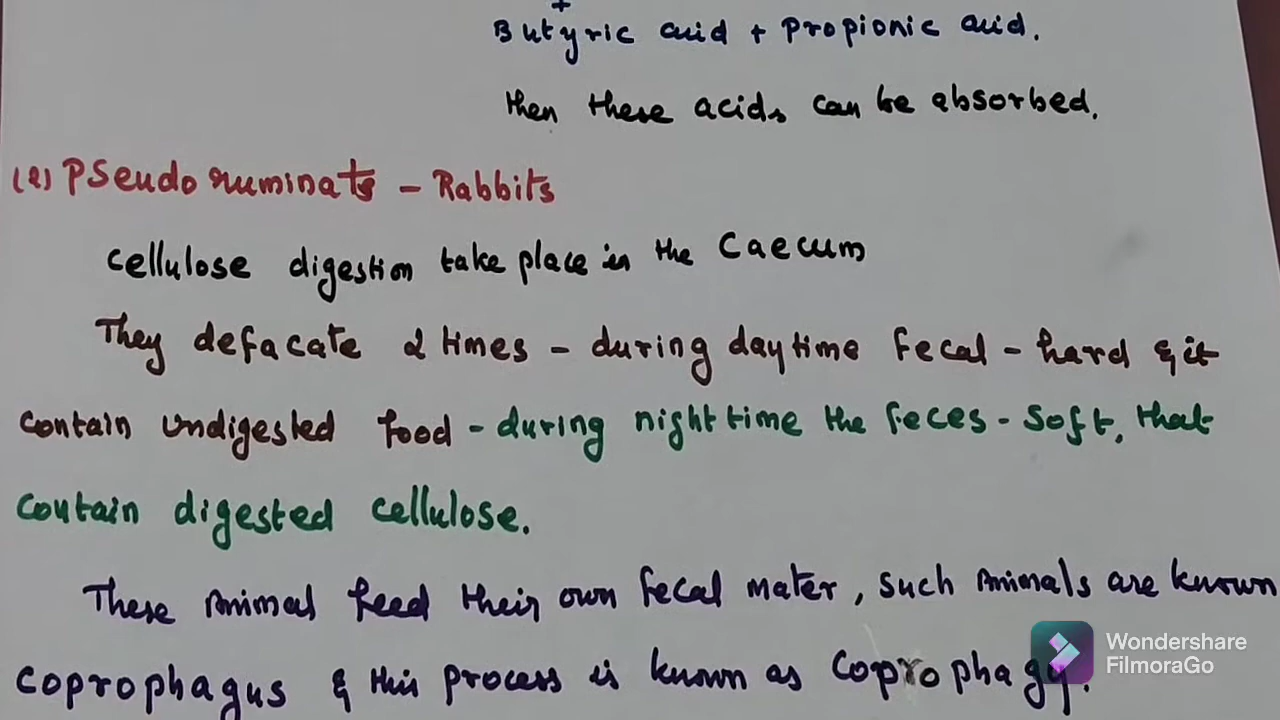 +
Butyric acid + propionic acid.
then these acids can be absorbed.
(2) Pseudo ruminats - Rabbits
cellulose digestion take place in the Caecum
They defacate 2 times - during daytime fecal - hard & it
contain undigested food - during night time the feces - soft, that
contain digested cellulose.
These Animal feed their own fecal mater, such Animals are known
coprophagus & this process is known as coprophagy.
Wondershare
FilmoraGo